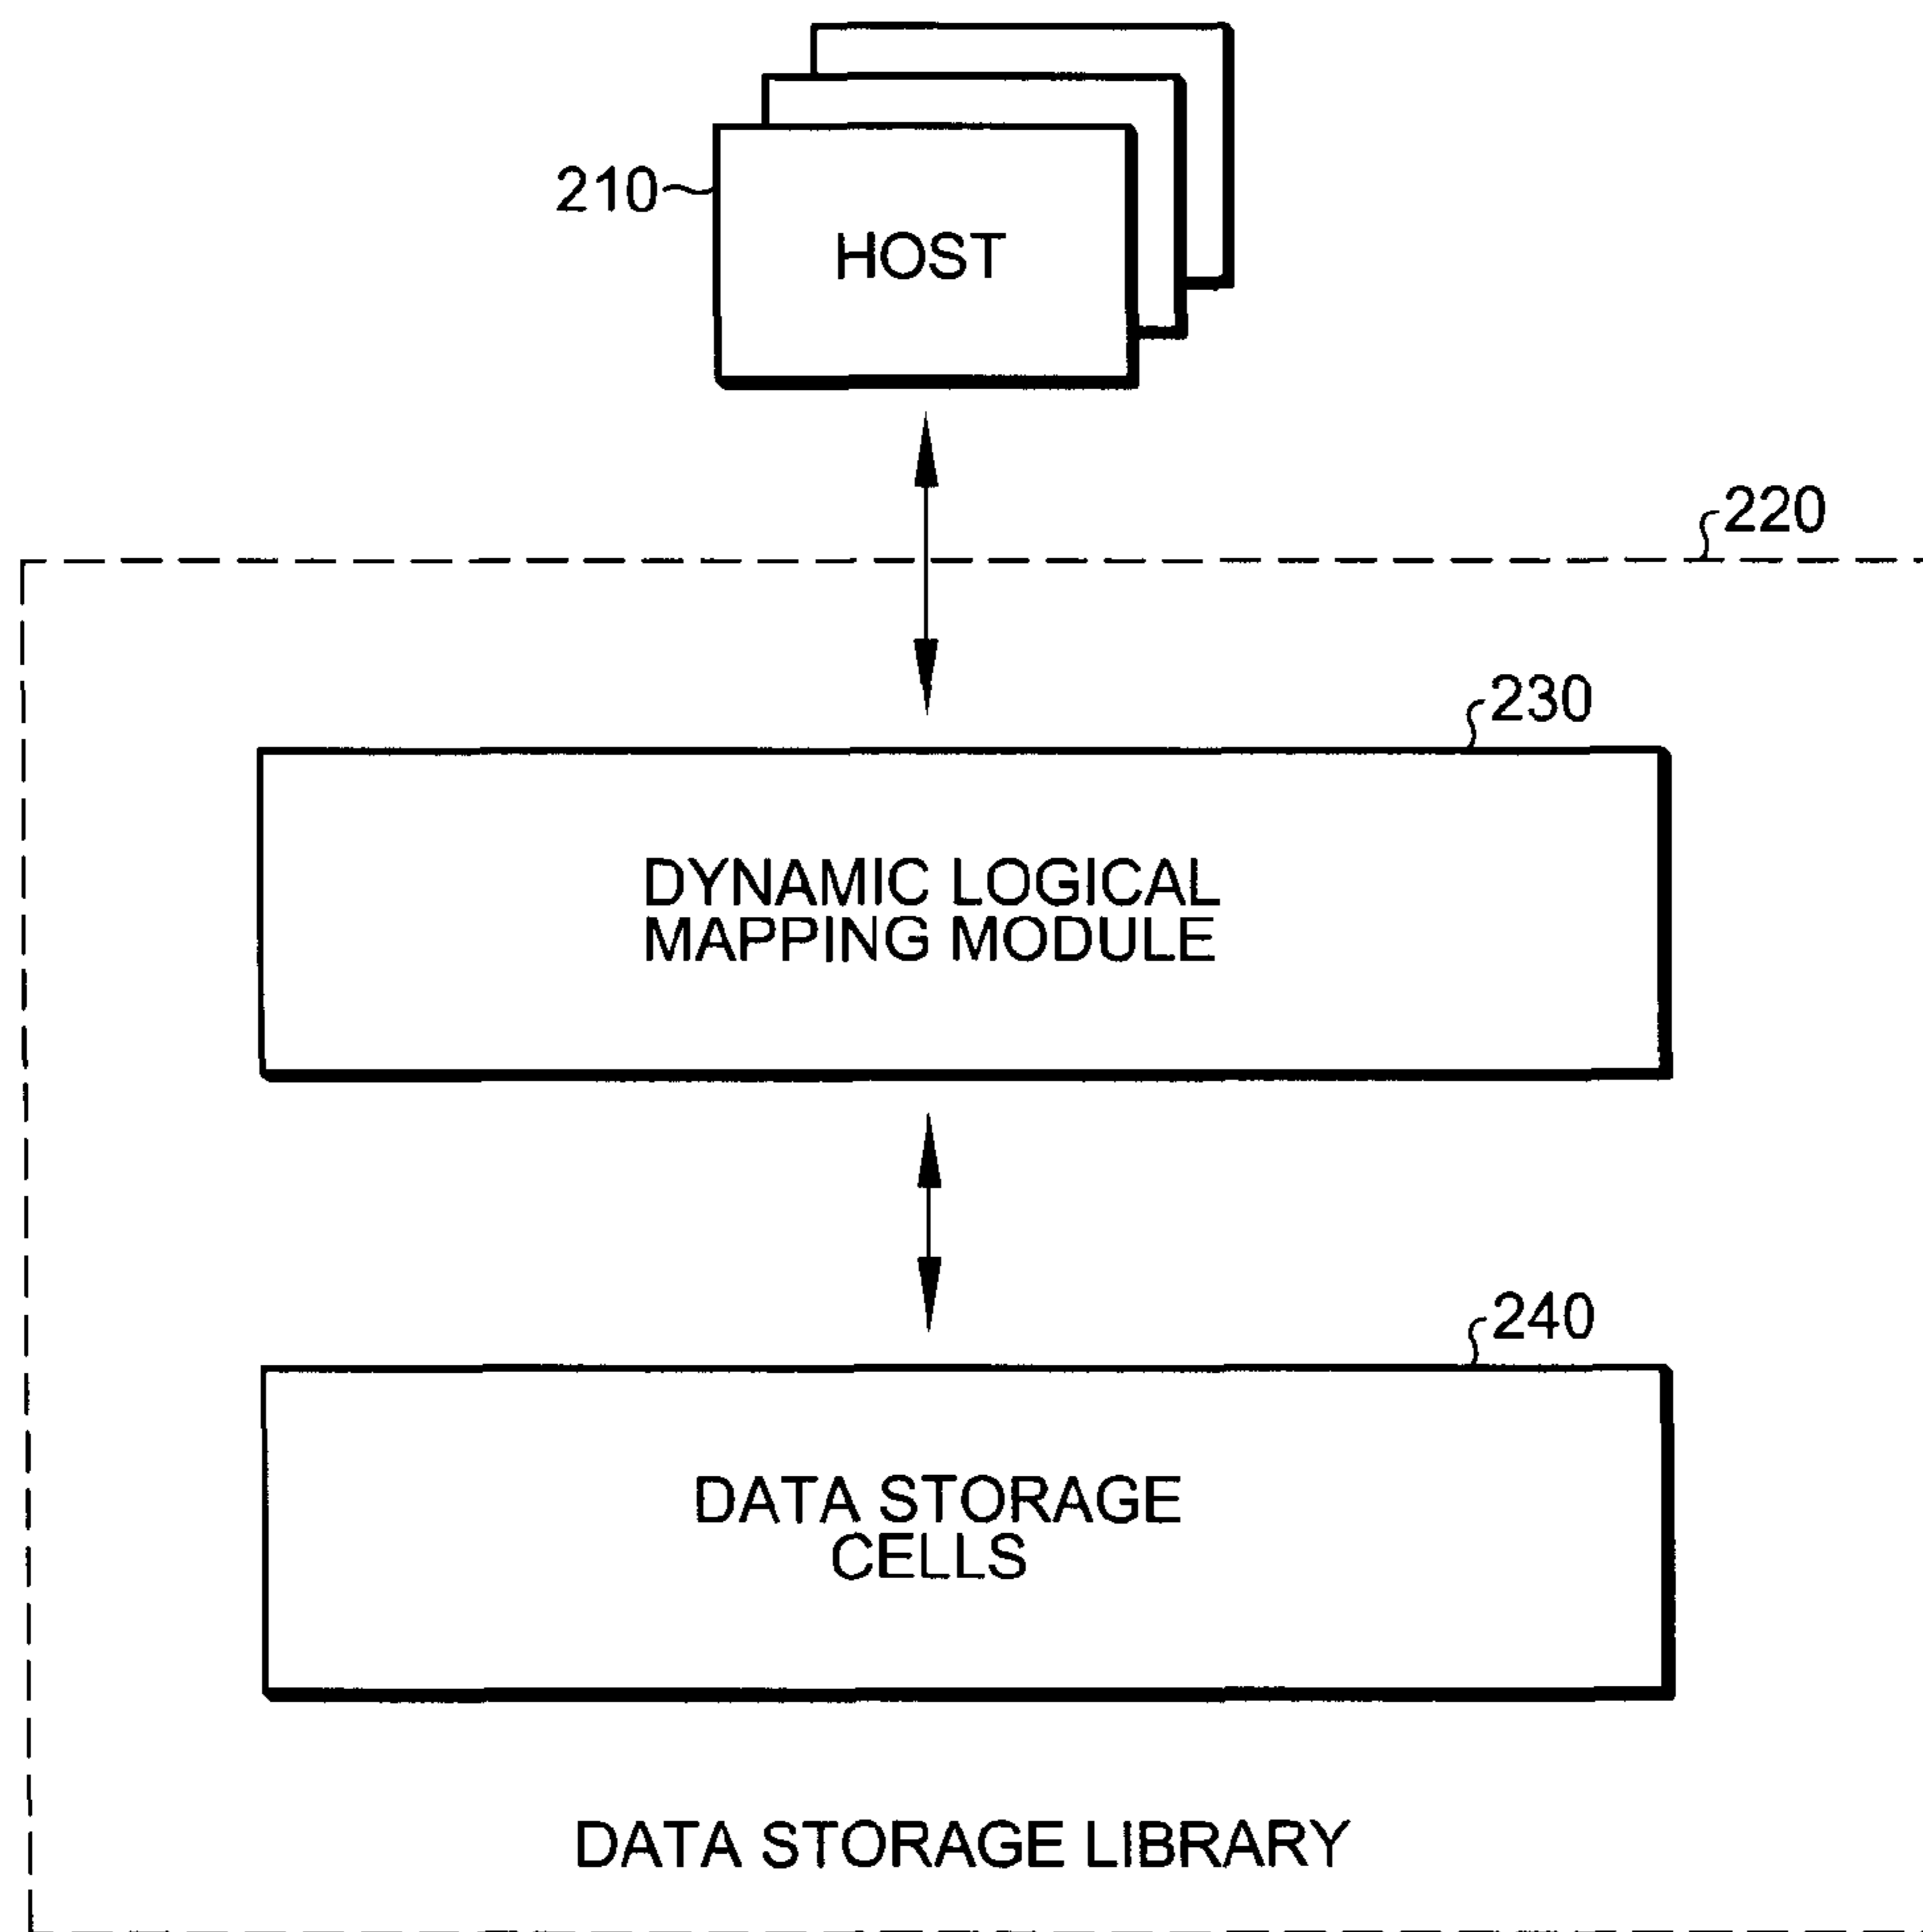 210
HOST
220
230
DYNAMIC LOGICAL
MAPPING MODULE
240
DATA STORAGE
CELLS
DATA STORAGE LIBRARY